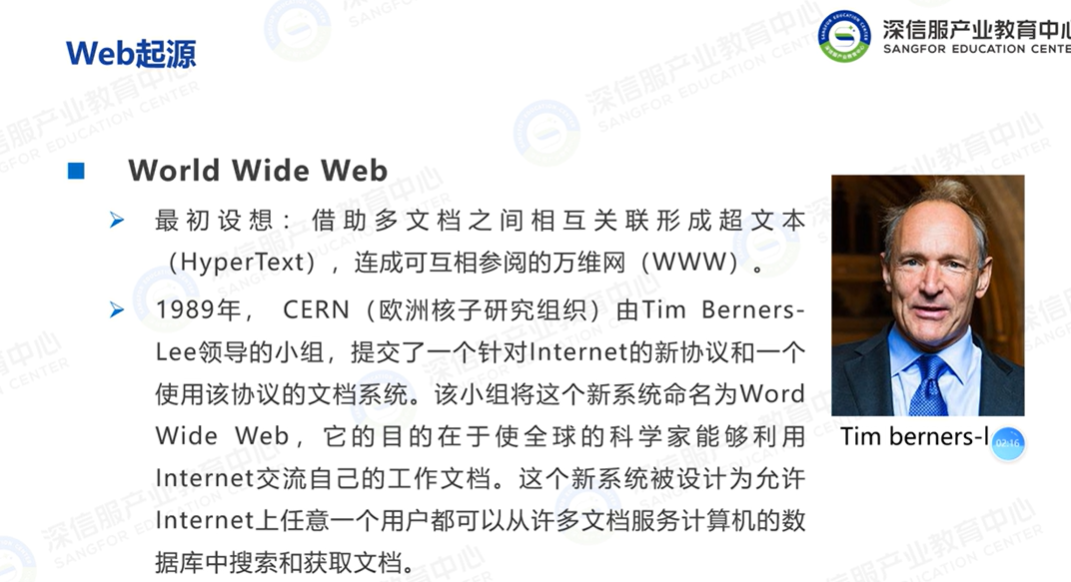 Web起源
深信服产业教育中心
SANGFOR EDUCATION CENTE
World Wide Web
最初设想：借助多文档之间相互关联形成超文本
（HyperText），连成可互相参阅的万维网（WWW）。
1989年， CERN（欧洲核子研究组织）由Tim Berners-
Lee领导的小组，提交了一个针对Internet的新协议和一个
使用该协议的文档系统。该小组将这个新系统命名为Word
Wide Web，它的目的在于使全球的科学家能够利用
Internet交流自己的工作文档。这个新系统被设计为允许
Internet上任意一个用户都可以从许多文档服务计算机的数
据库中搜索和获取文档。
Tim berners-l
02:16